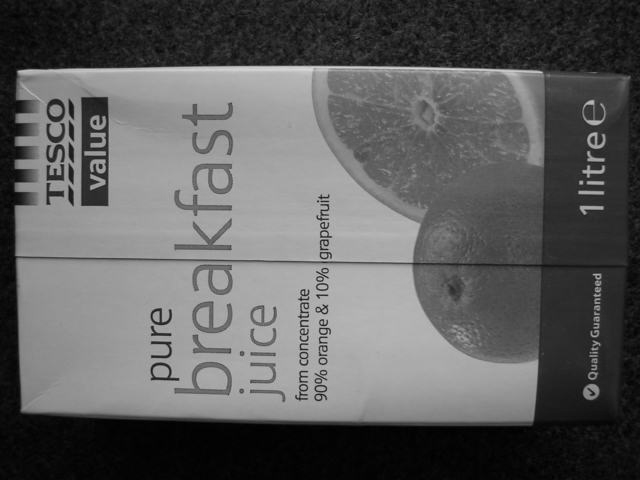 TESCO
value
pure
breakfast
juice
from concentrate
90% orange & 10% grapefruit
1 litre ℮
Quality Guaranteed